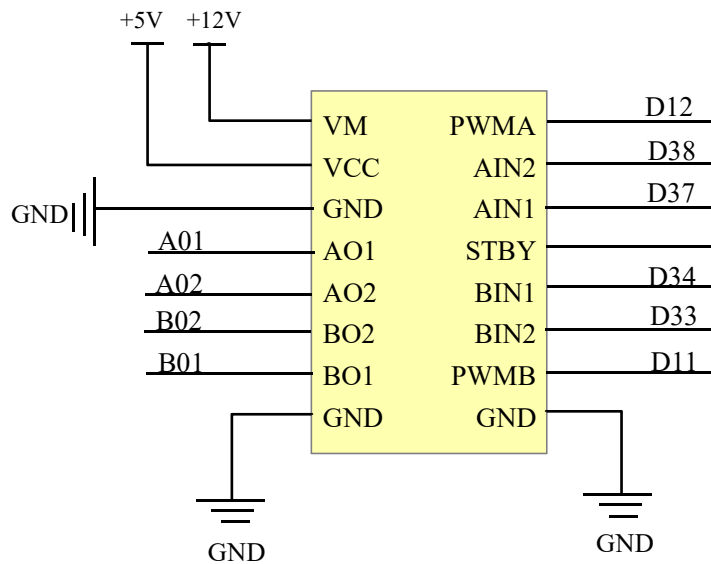 +5V +12V
VM PWMA D12
VCC AIN2 D38
GND GND AIN1 D37
A01 AO1 STBY
A02 AO2 BIN1 D34
B02 BO2 BIN2 D33
B01 BO1 PWMB D11
GND GND
GND GND